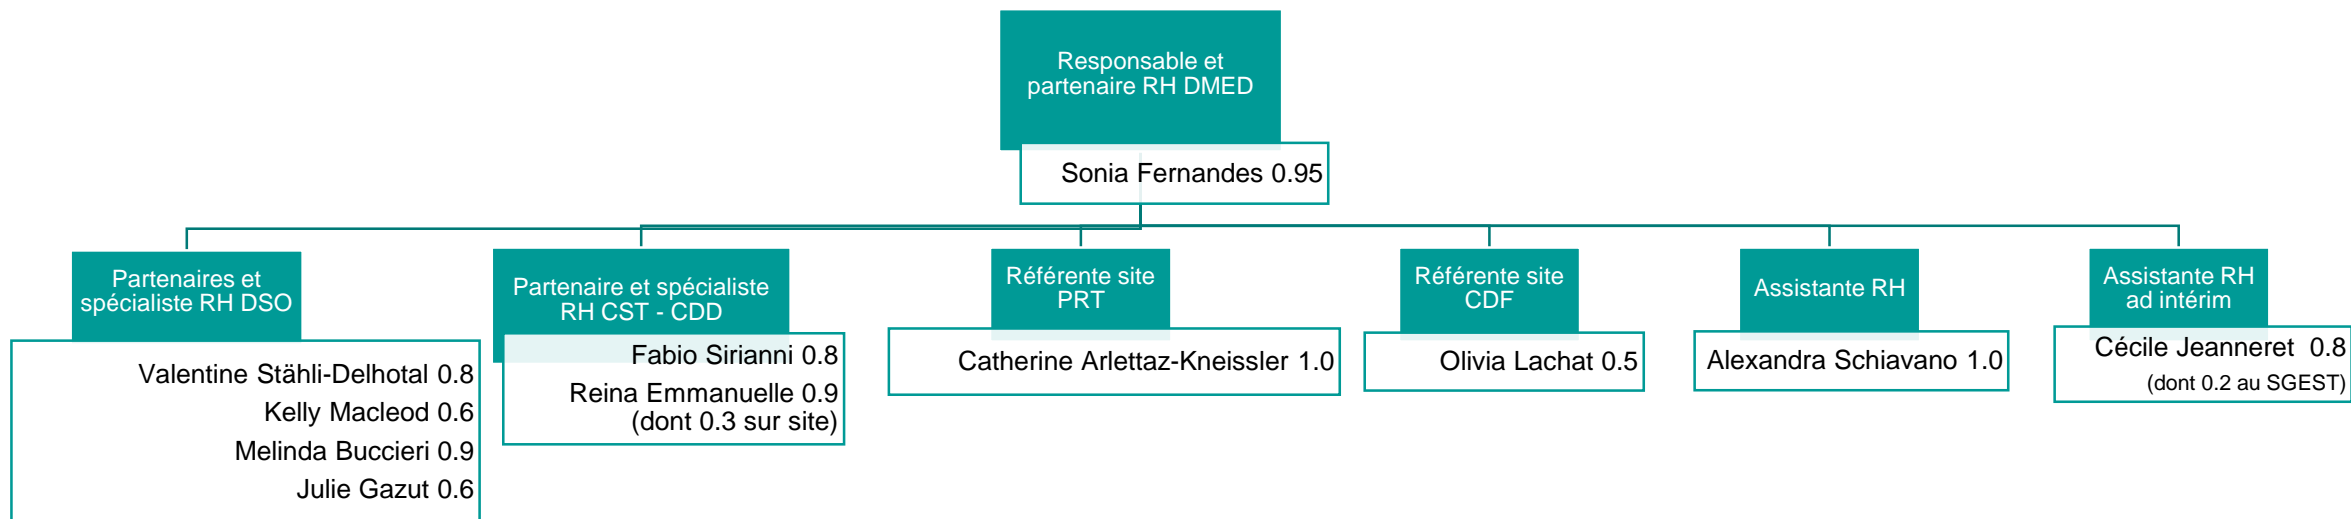 Responsable et
partenaire RH DMED
Sonia Fernandes 0.95
Partenaires et
spécialiste RH DSO
Valentine Stähli-Delhotal 0.8
Kelly Macleod 0.6
Melinda Buccieri 0.9
Julie Gazut 0.6
Partenaire et spécialiste
RH CST - CDD
Fabio Sirianni 0.8
Reina Emmanuelle 0.9
(dont 0.3 sur site)
Référente site
PRT
Catherine Arlettaz-Kneissler 1.0
Référente site
CDF
Olivia Lachat 0.5
Assistante RH
Alexandra Schiavano 1.0
Assistante RH
ad intérim
Cécile Jeanneret 0.8
(dont 0.2 au SGEST)